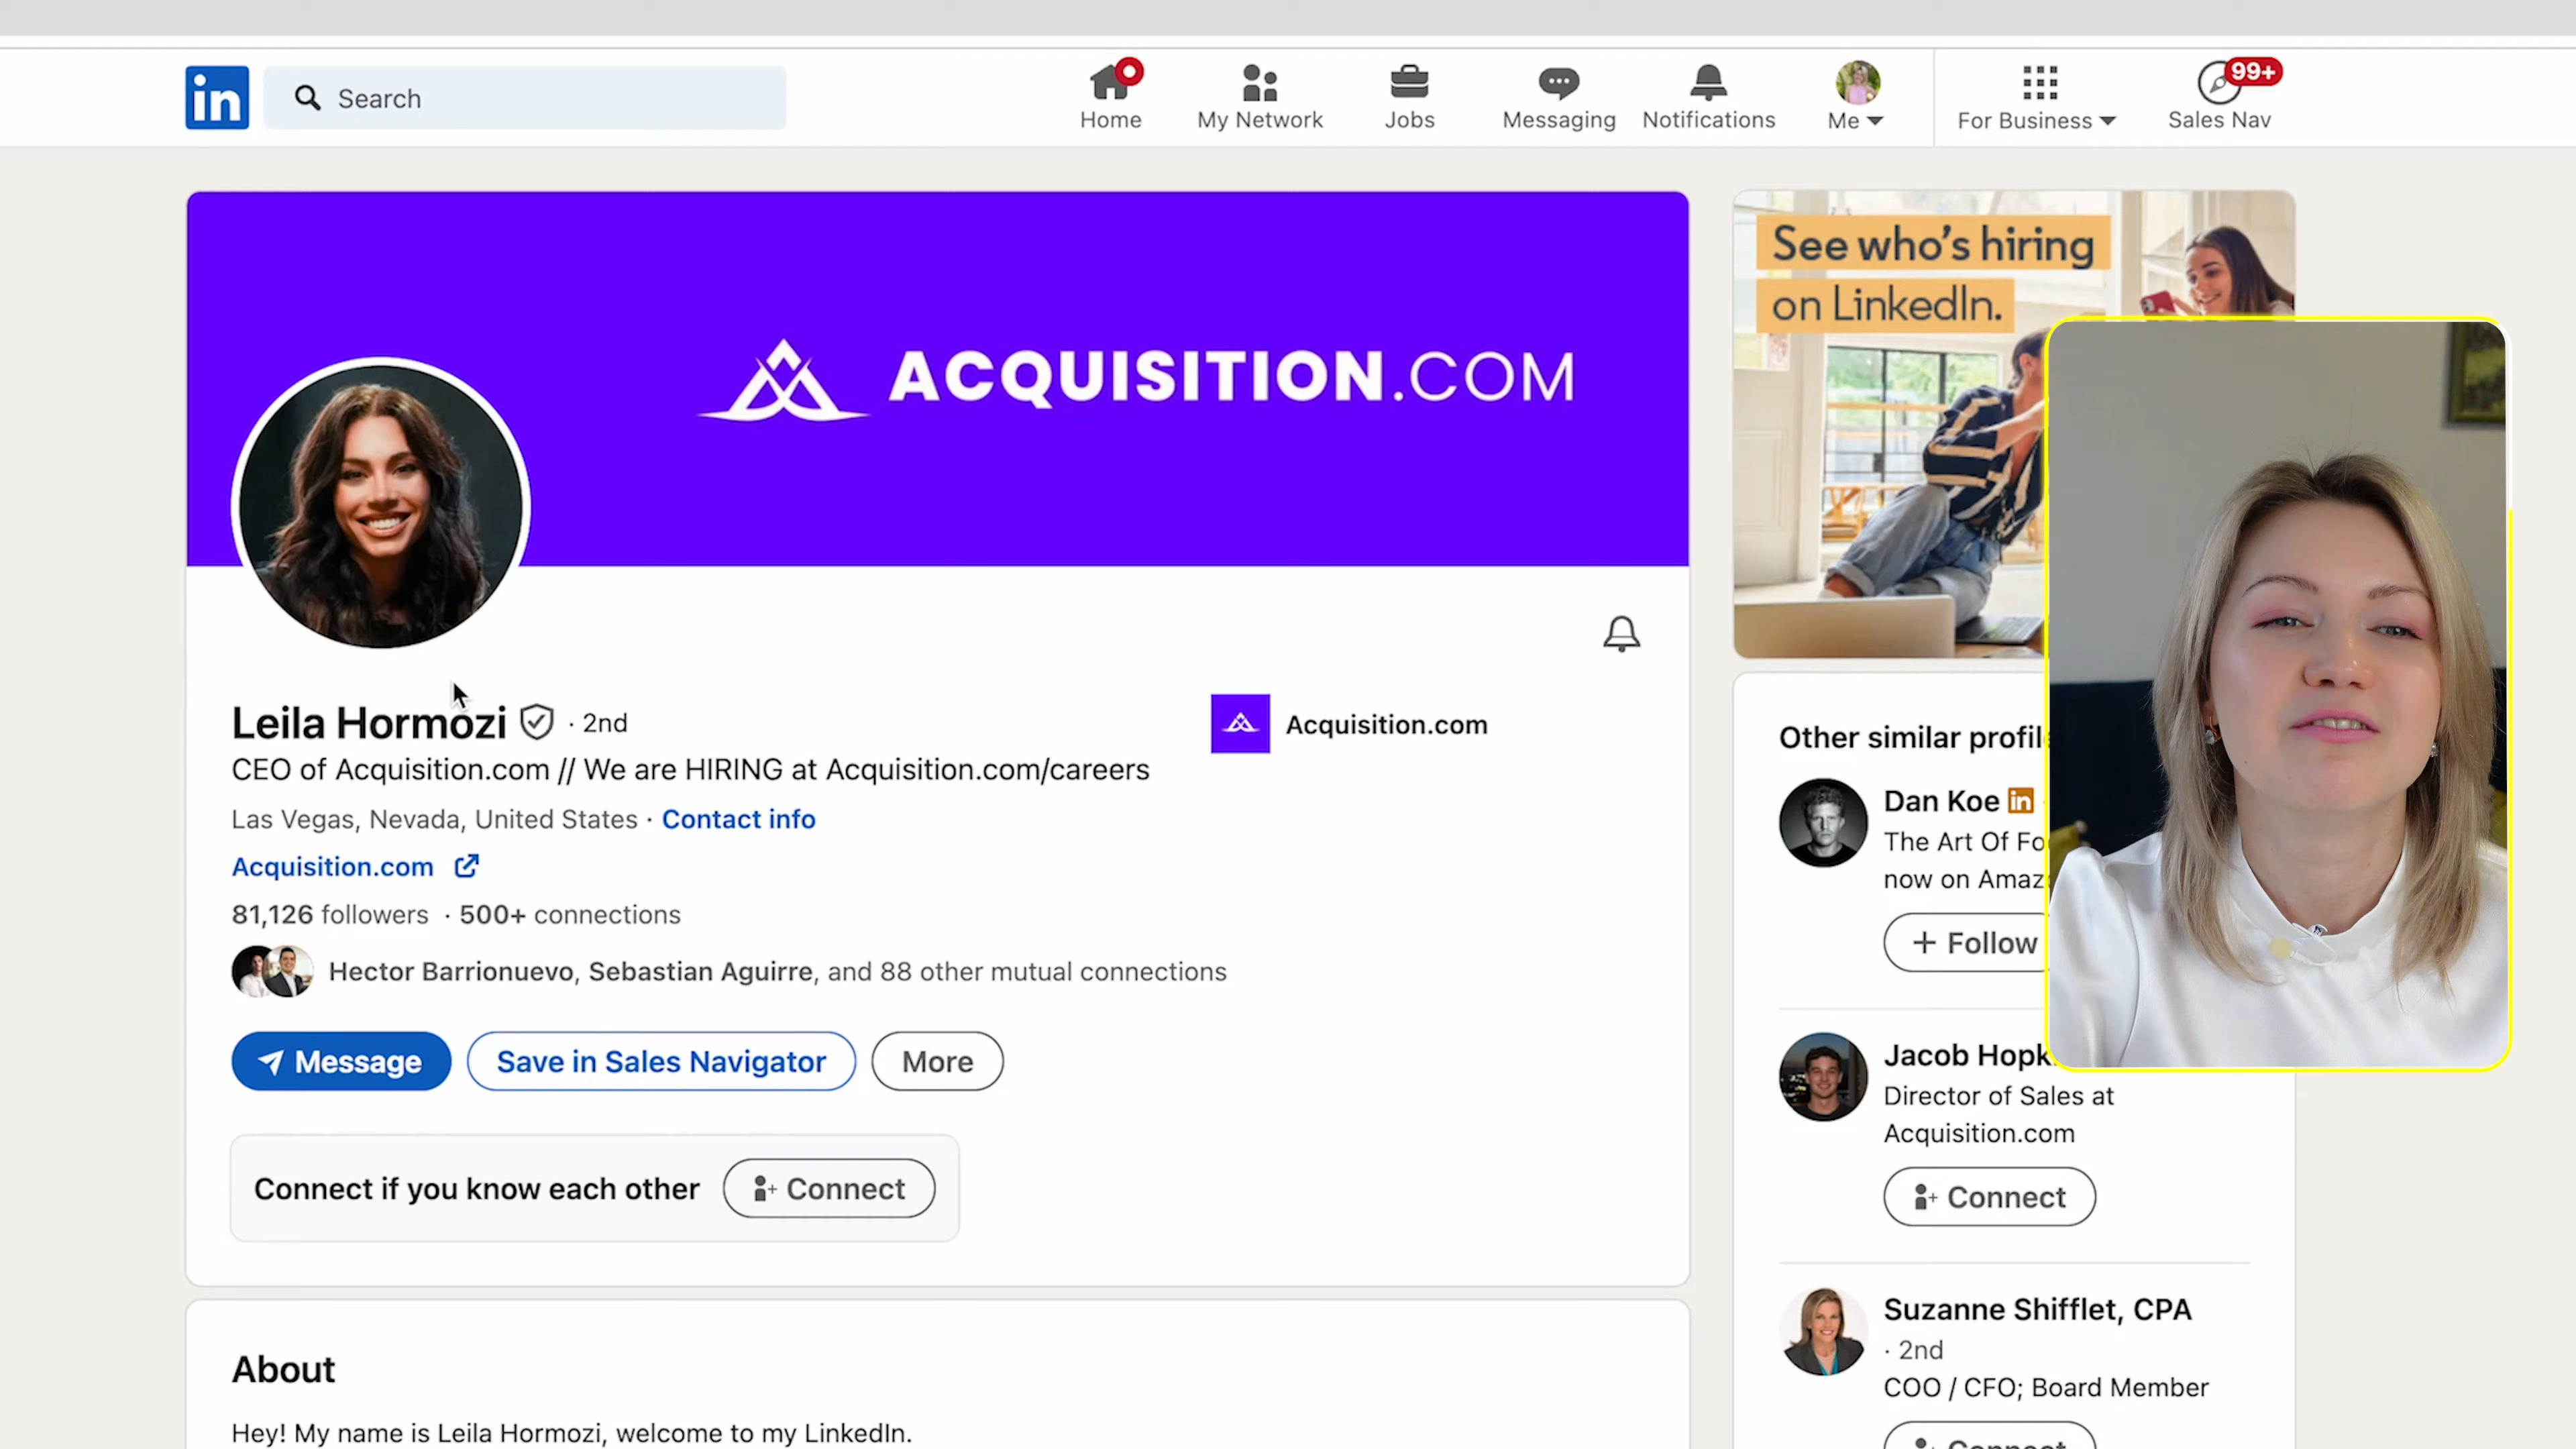 in
Search
Home
My Network
Jobs
Messaging
Notifications
Me
For Business
99+
Sales Nav
ACQUISITION.COM
See who's hiring
on LinkedIn.
Leila Hormozi · 2nd
Acquisition.com
CEO of Acquisition.com // We are HIRING at Acquisition.com/careers
Las Vegas, Nevada, United States · Contact info
Acquisition.com
81,126 followers · 500+ connections
Hector Barrionuevo, Sebastian Aguirre, and 88 other mutual connections
Message
Save in Sales Navigator
More
Connect if you know each other
Connect
About
Hey! My name is Leila Hormozi, welcome to my LinkedIn.
Other similar
Dan Koe in
The Art Of
now on
+ Follow
Jacob
Director of Sales at
Acquisition.com
Connect
Suzanne Shifflet, CPA
· 2nd
COO / CFO; Board Member